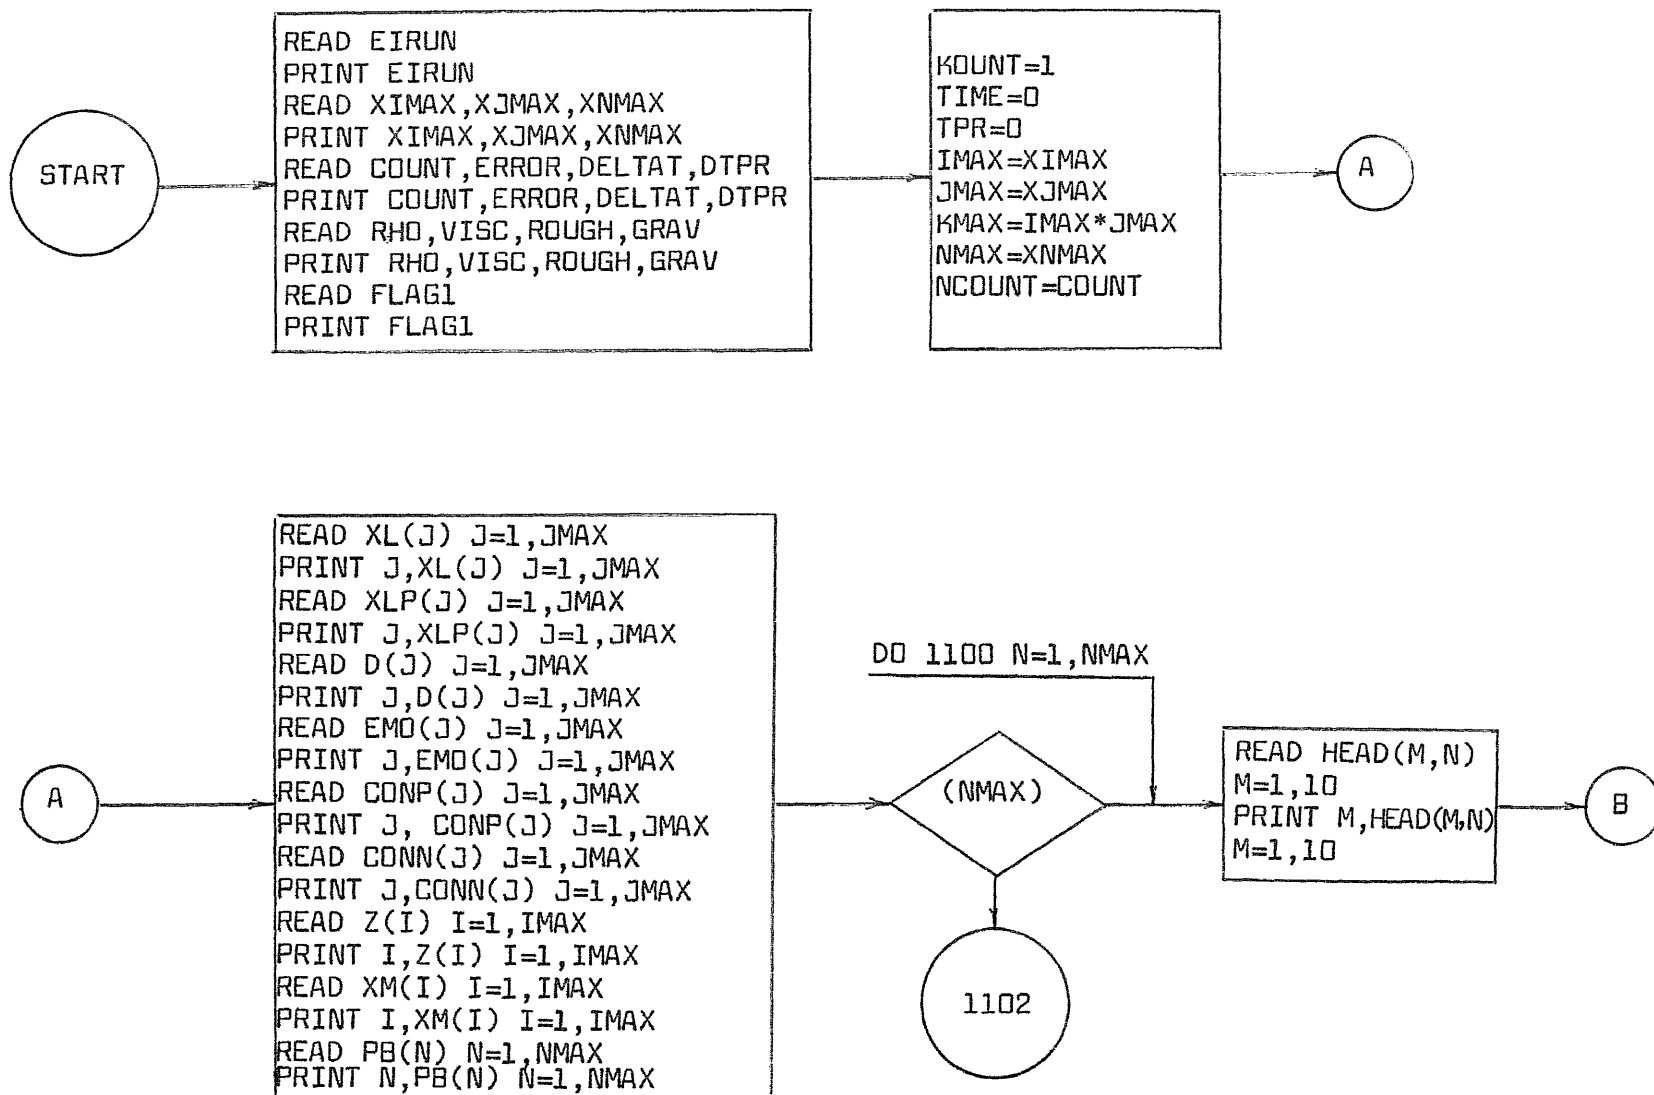 START
READ EIRUN
PRINT EIRUN
READ XIMAX,XJMAX,XNMAX
PRINT XIMAX,XJMAX,XNMAX
READ COUNT,ERROR,DELTAT,DTPR
PRINT COUNT,ERROR,DELTAT,DTPR
READ RHO,VISC,ROUGH,GRAV
PRINT RHO,VISC,ROUGH,GRAV
READ FLAG1
PRINT FLAG1
KOUNT=1
TIME=0
TPR=0
IMAX=XIMAX
JMAX=XJMAX
KMAX=IMAX*JMAX
NMAX=XNMAX
NCOUNT=COUNT
A
A
READ XL(J) J=1,JMAX
PRINT J,XL(J) J=1,JMAX
READ XLP(J) J=1,JMAX
PRINT J,XLP(J) J=1,JMAX
READ D(J) J=1,JMAX
PRINT J,D(J) J=1,JMAX
READ EMO(J) J=1,JMAX
PRINT J,EMO(J) J=1,JMAX
READ CONP(J) J=1,JMAX
PRINT J, CONP(J) J=1,JMAX
READ CONN(J) J=1,JMAX
PRINT J,CONN(J) J=1,JMAX
READ Z(I) I=1,IMAX
PRINT I,Z(I) I=1,IMAX
READ XM(I) I=1,IMAX
PRINT I,XM(I) I=1,IMAX
READ PB(N) N=1,NMAX
PRINT N,PB(N) N=1,NMAX
DO 1100 N=1,NMAX
(NMAX)
1102
READ HEAD(M,N)
M=1,10
PRINT M,HEAD(M,N)
M=1,10
B